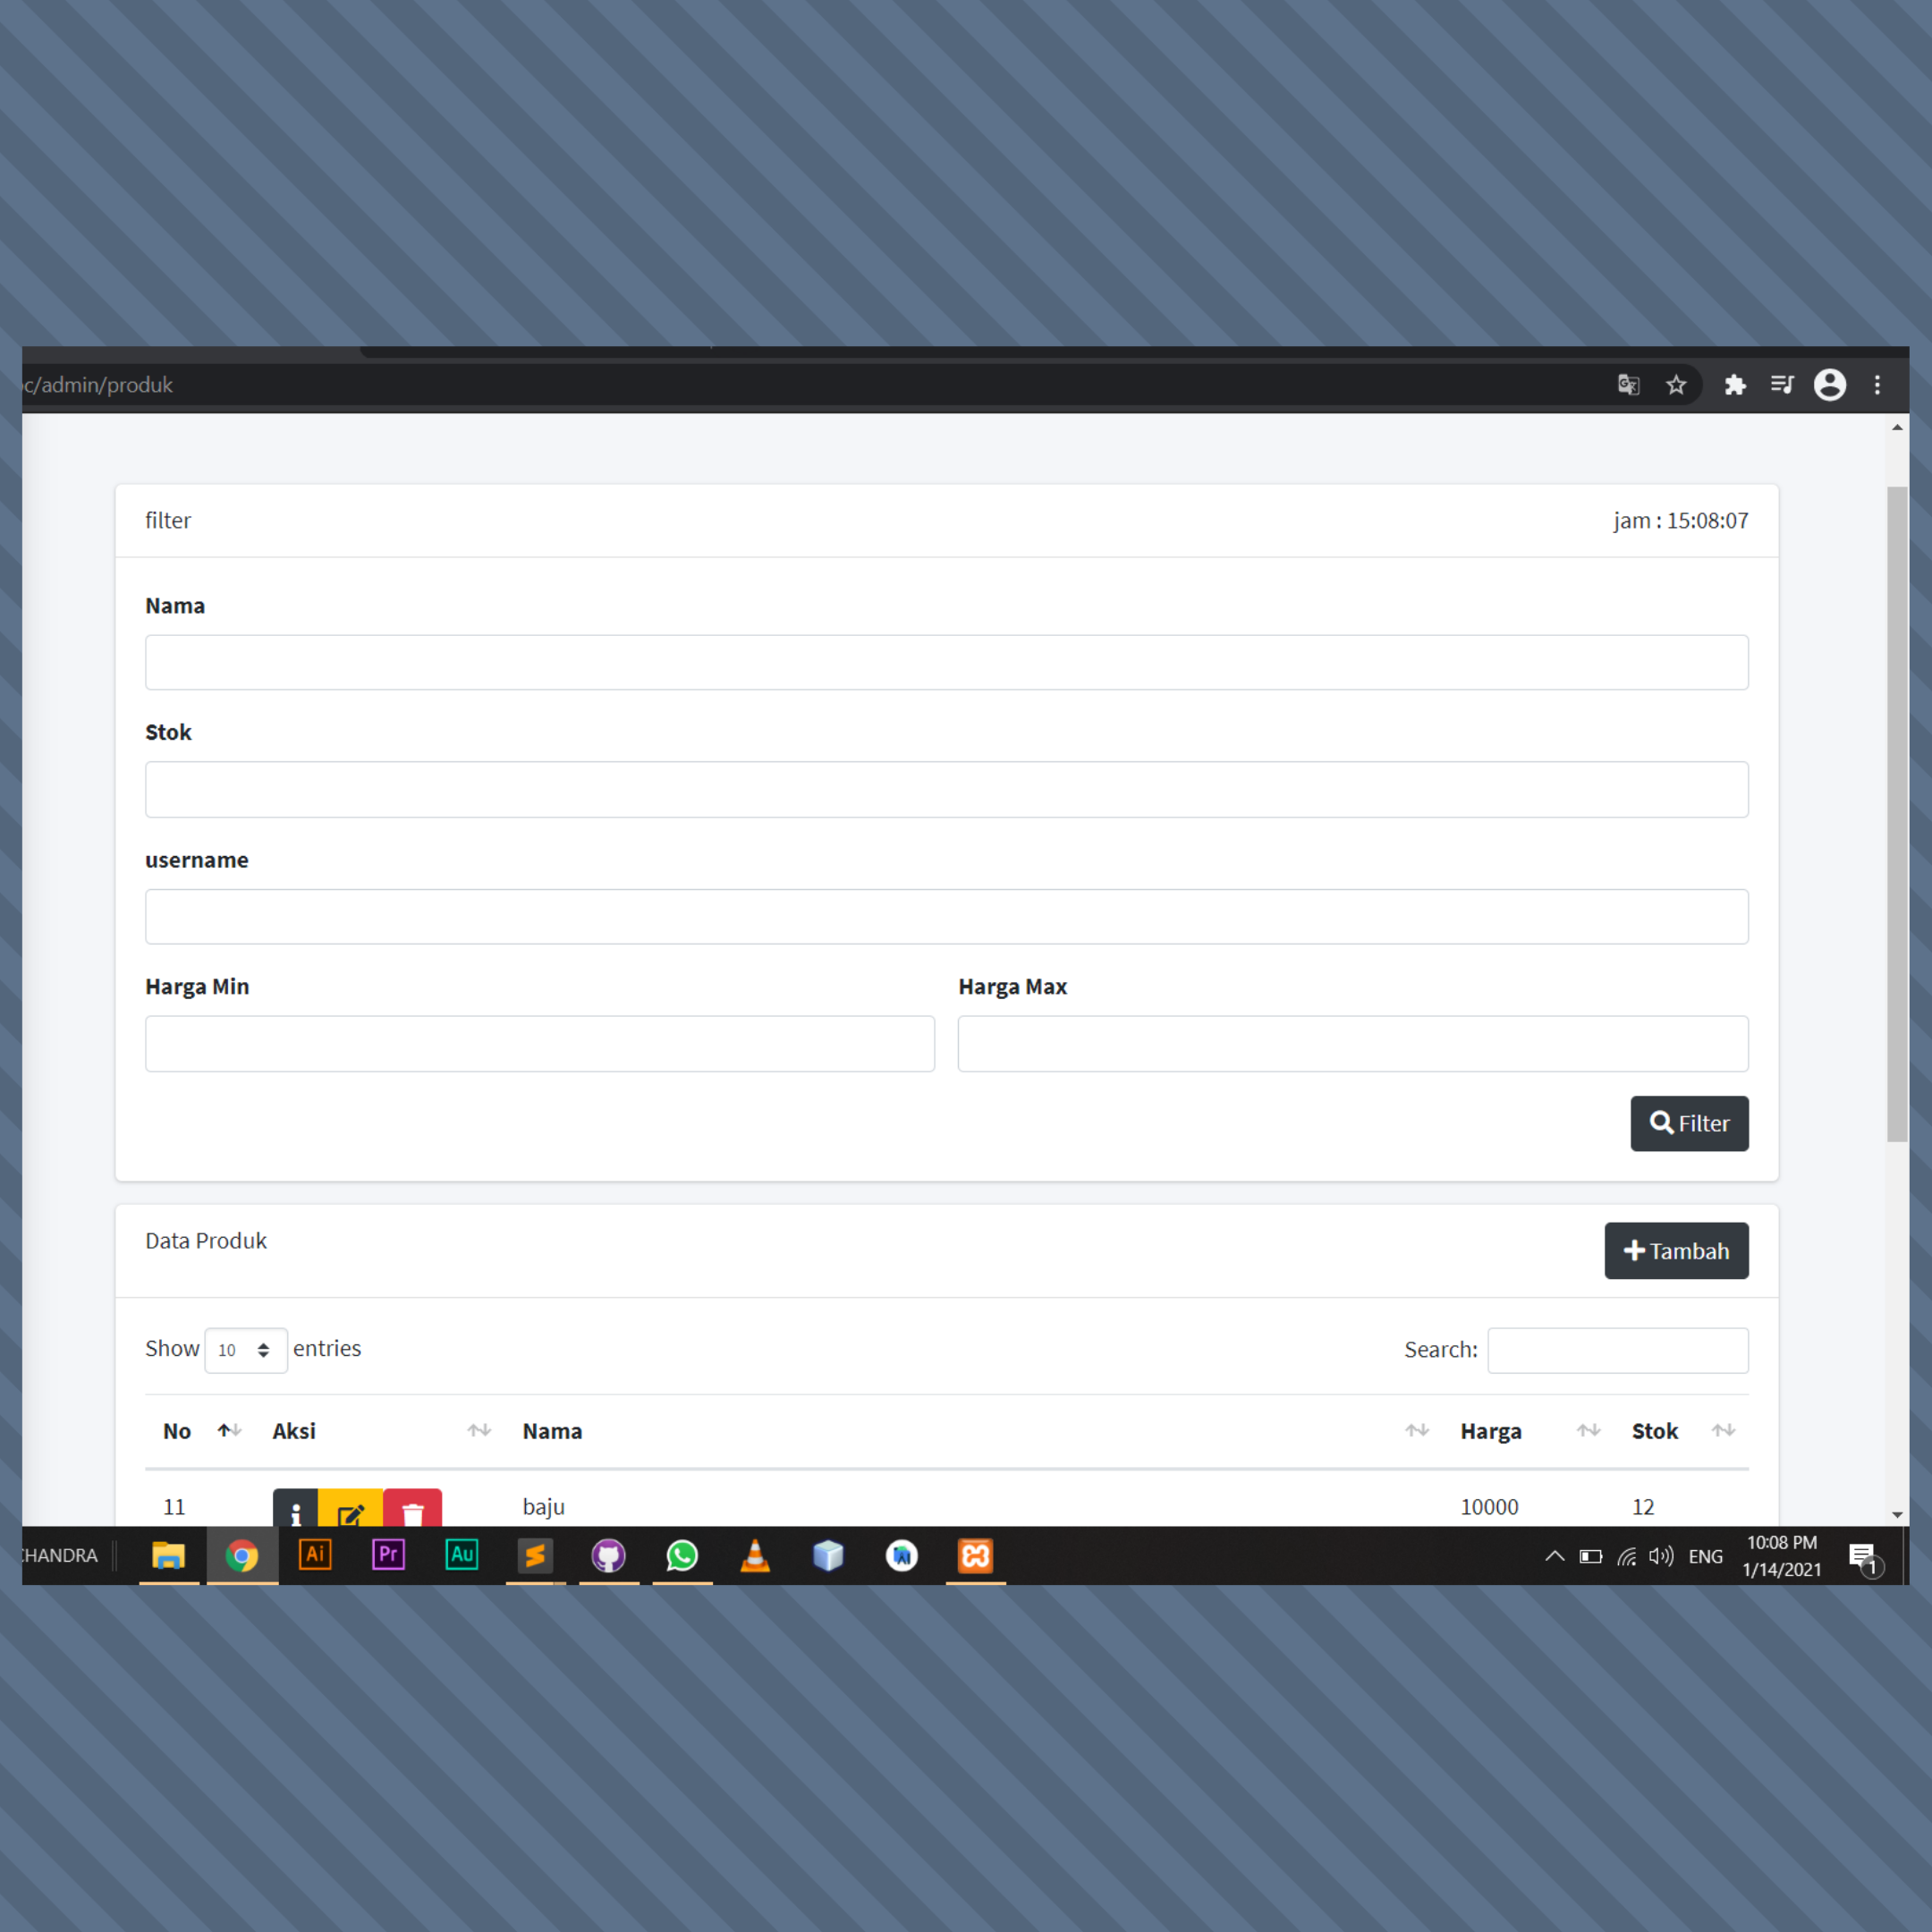 c/admin/produk
filter
jam : 15:08:07
Nama
Stok
username
Harga Min
Harga Max
Filter
Data Produk
Tambah
Show 10 entries
Search:
No Aksi Nama Harga Stok
11 baju 10000 12
CHANDRA
Ai Pr Au
ENG
10:08 PM
1/14/2021
1